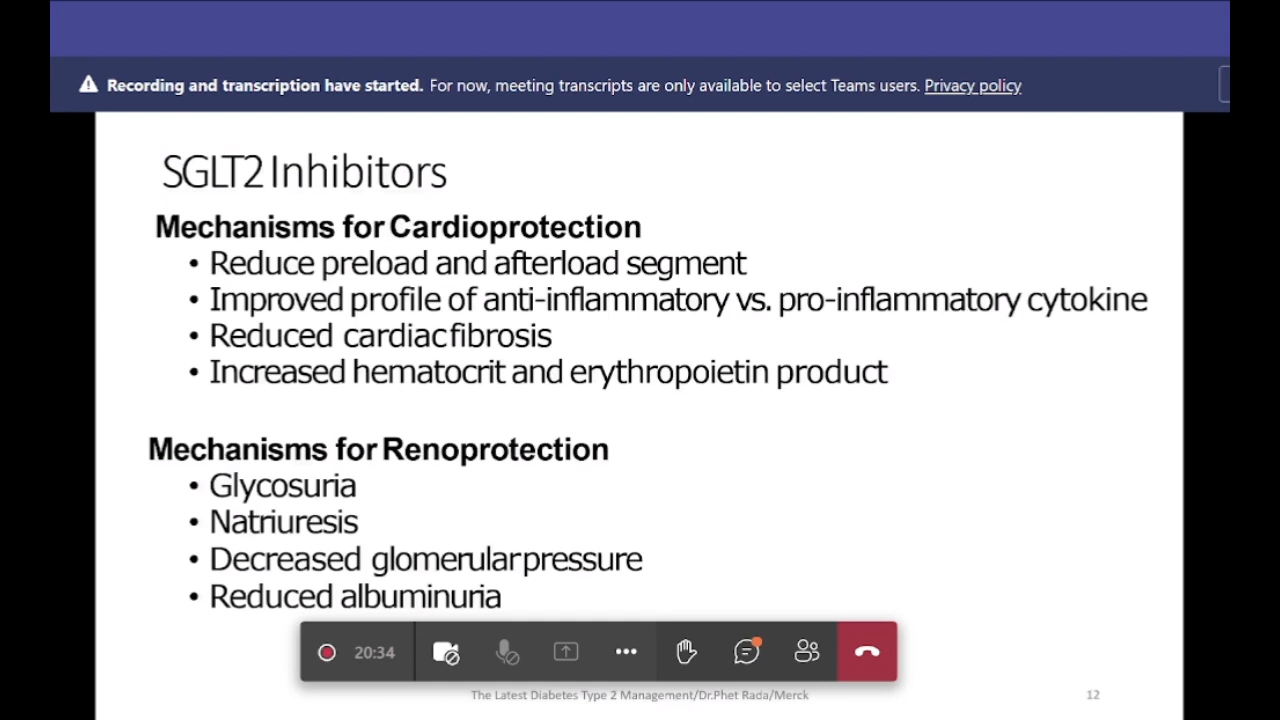 Recording and transcription have started. For now, meeting transcripts are only available to select Teams users. Privacy policy
SGLT2 Inhibitors
Mechanisms for Cardioprotection
• Reduce preload and afterload segment
• Improved profile of anti-inflammatory vs. pro-inflammatory cytokine
• Reduced cardiac fibrosis
• Increased hematocrit and erythropoietin product
Mechanisms for Renoprotection
• Glycosuria
• Natriuresis
• Decreased glomerular pressure
• Reduced albuminuria
20:34
The Latest Diabetes Type 2 Management/Dr.Phet Rada/Merck
12